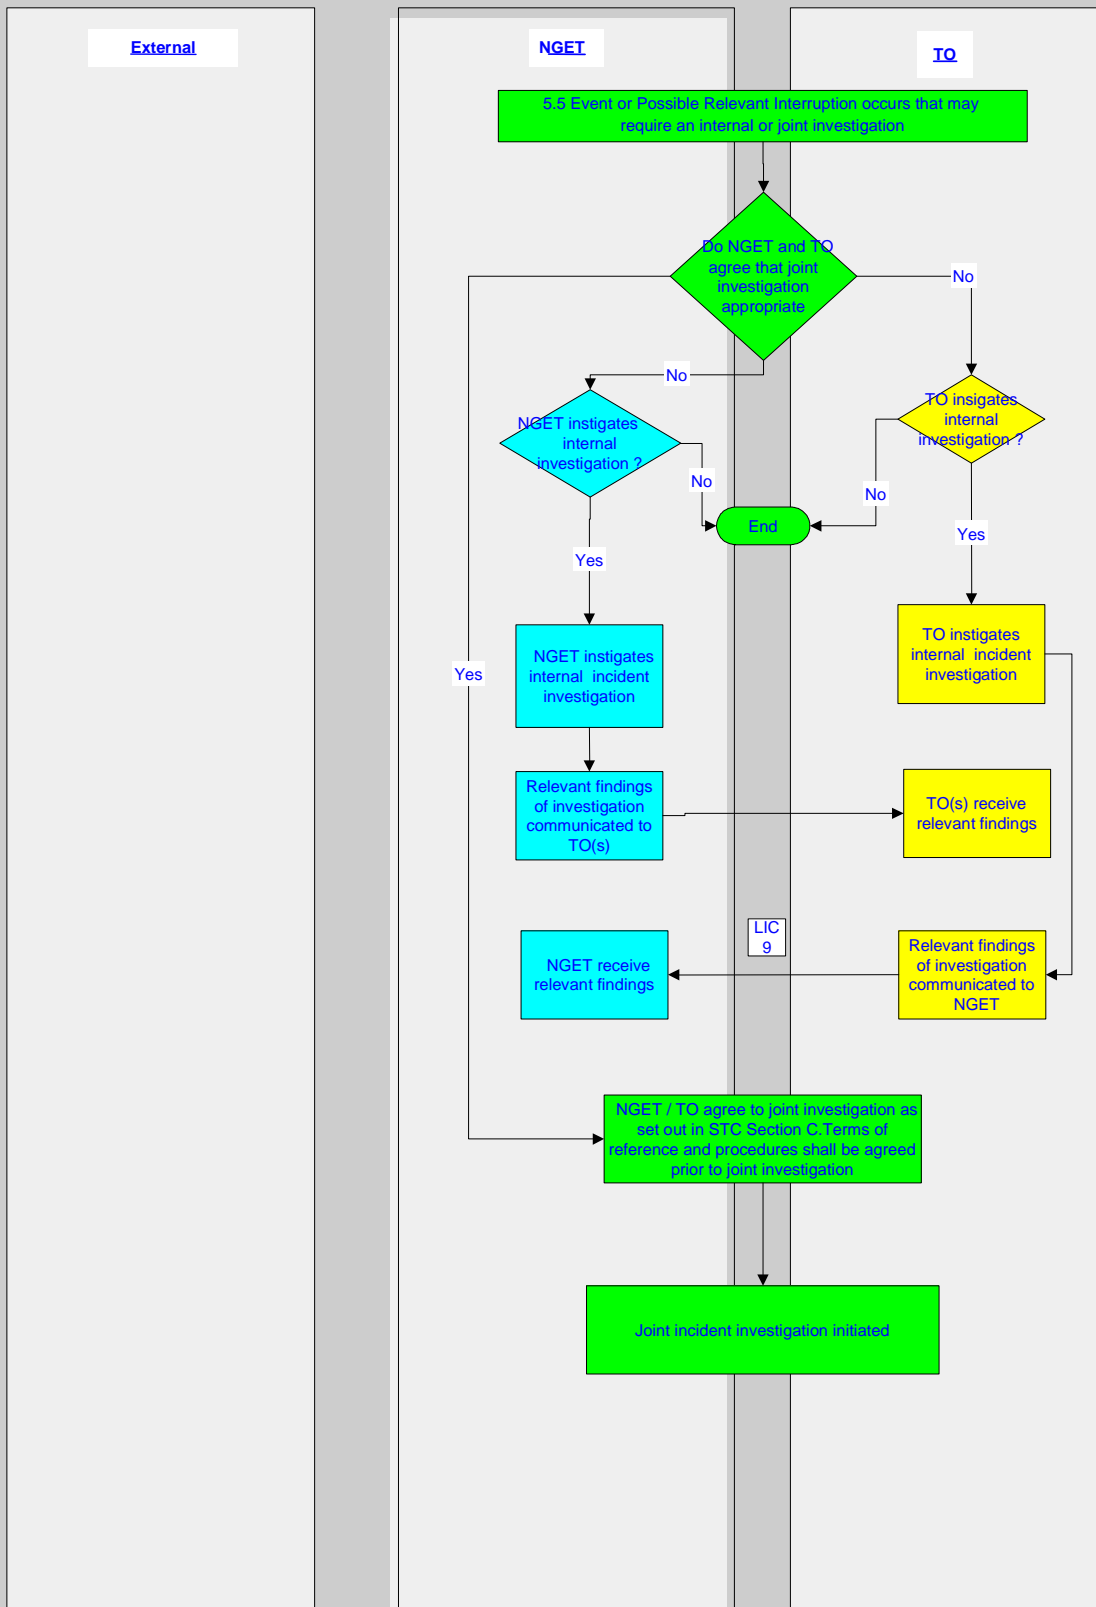 External
NGET
TO
5.5 Event or Possible Relevant Interruption occurs that may
require an internal or joint investigation
Do NGET and TO
agree that joint
investigation
appropriate
No
No
NGET instigates
internal
investigation ?
TO insigates
internal
investigation ?
No
No
End
Yes
Yes
NGET instigates
internal incident
investigation
TO instigates
internal incident
investigation
Yes
Relevant findings
of investigation
communicated to
TO(s)
TO(s) receive
relevant findings
LIC
9
NGET receive
relevant findings
Relevant findings
of investigation
communicated to
NGET
NGET / TO agree to joint investigation as
set out in STC Section C.Terms of
reference and procedures shall be agreed
prior to joint investigation
Joint incident investigation initiated